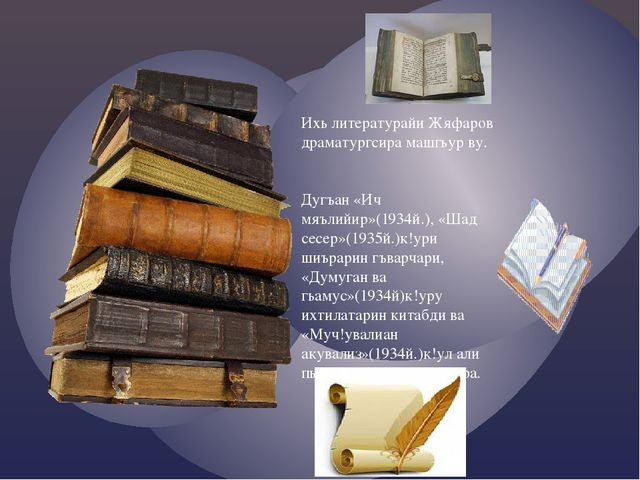 Ихь литературайи Жяфаров
драматургсира машгъур ву.
Дугъан «Ич
мяълийир»(1934й.), «Шад
сесер»(1935й.)к!ури
шиърарин гъварчари,
«Думуган ва
гьамус»(1934й)к!уру
ихтилатарин китабди ва
«Муч!увалиан
акувализ»(1934й.)к!ул али